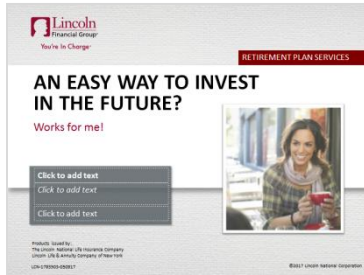 Lincoln
Financial Group®
You're In Charge®
RETIREMENT PLAN SERVICES
AN EASY WAY TO INVEST
IN THE FUTURE?
Works for me!
Click to add text
Click to add text
Click to add text
Products issued by:
The Lincoln National Life Insurance Company
Lincoln Life & Annuity Company of New York
©2017 Lincoln National Corporation